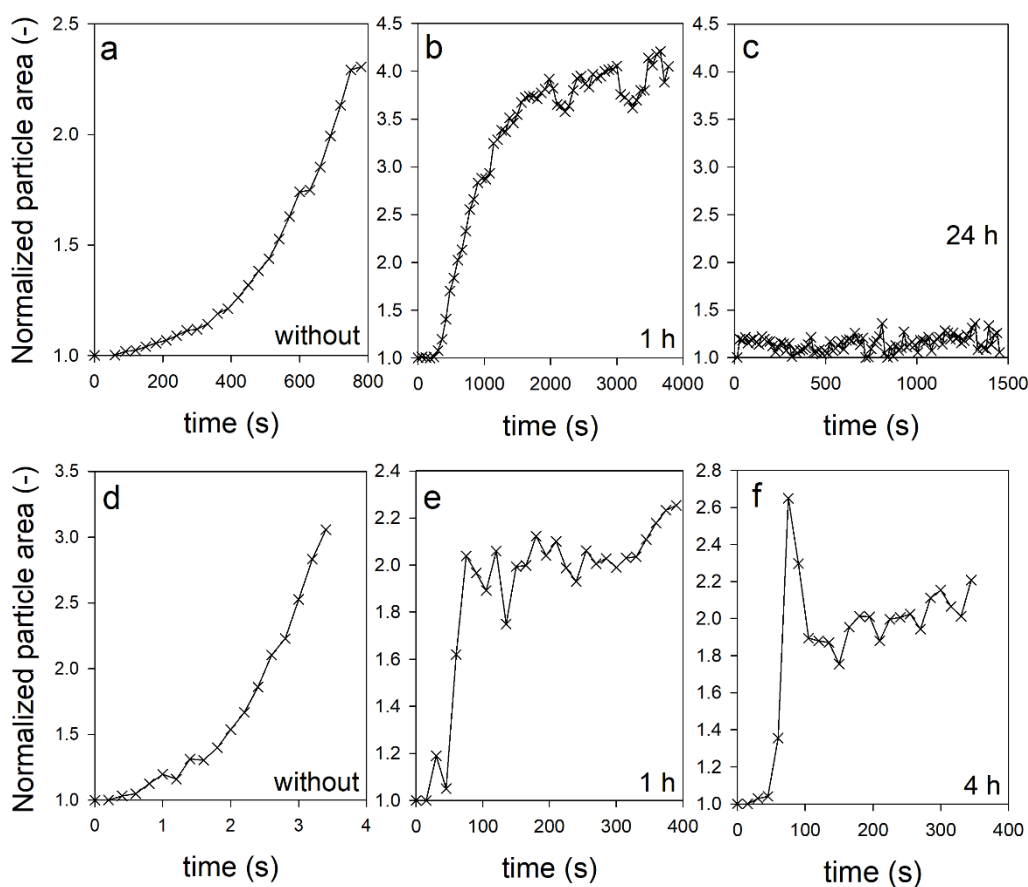 Normalized particle area (-)
a
2.5
2.0
1.5
1.0
without
0 200 400 600 800
time (s)
b
4.5
4.0
3.5
3.0
2.5
2.0
1.5
1.0
1 h
0 1000 2000 3000 4000
time (s)
c
4.5
4.0
3.5
3.0
2.5
2.0
1.5
1.0
24 h
0 500 1000 1500
time (s)
Normalized particle area (-)
d
3.5
3.0
2.5
2.0
1.5
1.0
without
0 1 2 3 4
time (s)
e
2.4
2.2
2.0
1.8
1.6
1.4
1.2
1.0
1 h
0 100 200 300 400
time (s)
f
2.8
2.6
2.4
2.2
2.0
1.8
1.6
1.4
1.2
1.0
4 h
0 100 200 300 400
time (s)